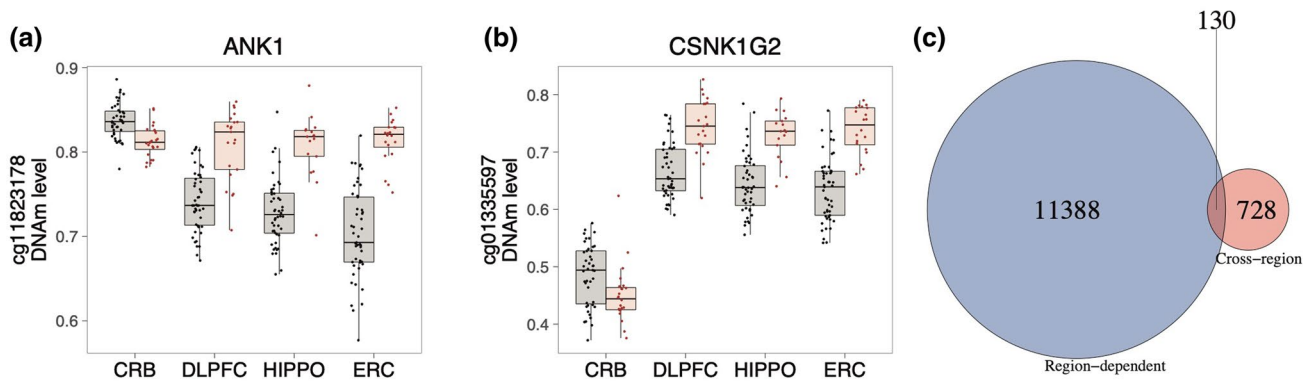 (a)
ANK1
cg11823178
DNAm level
0.9
0.8
0.7
0.6
CRB DLPFC HIPPO ERC
(b)
CSNK1G2
cg01335597
DNAm level
0.8
0.7
0.6
0.5
0.4
CRB DLPFC HIPPO ERC
(c)
130
11388
728
Cross-region
Region-dependent